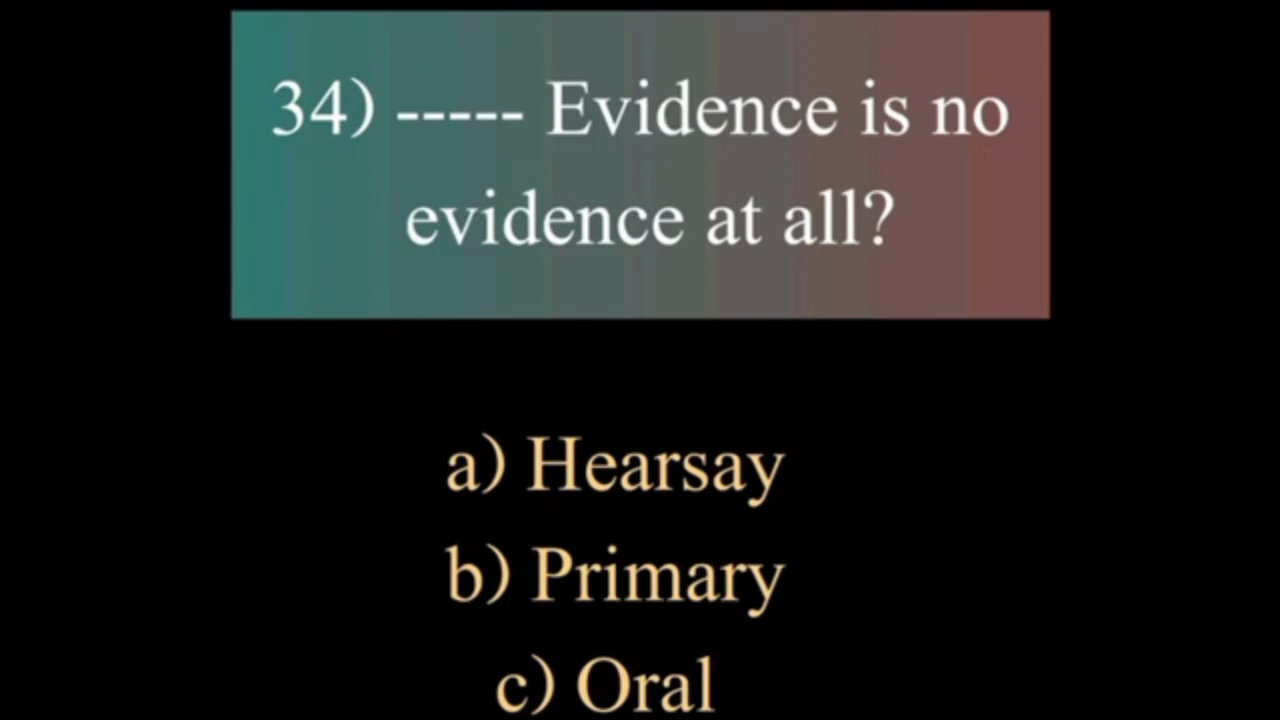 34) ----- Evidence is no
evidence at all?
a) Hearsay
b) Primary
c) Oral